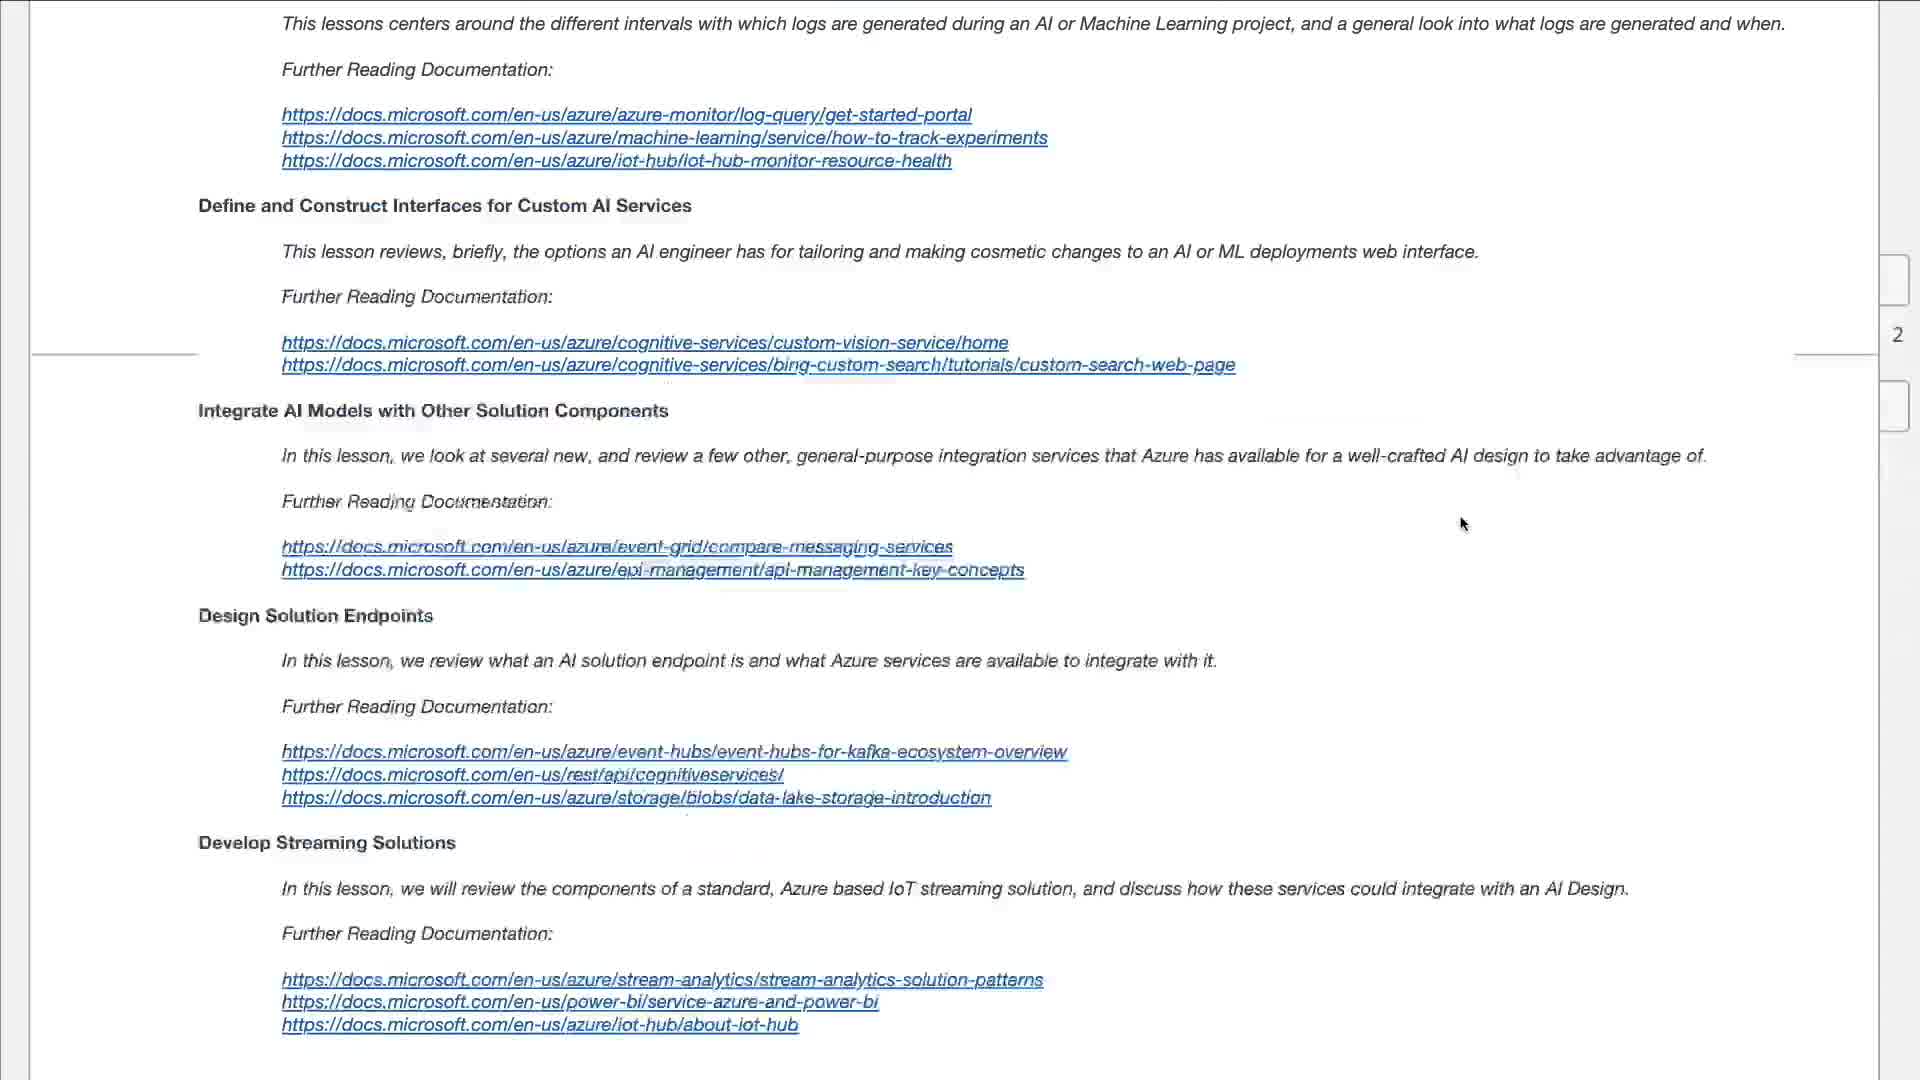 This lessons centers around the different intervals with which logs are generated during an AI or Machine Learning project, and a general look into what logs are generated and when.
Further Reading Documentation:
https://docs.microsoft.com/en-us/azure/azure-monitor/log-query/get-started-portal
https://docs.microsoft.com/en-us/azure/machine-learning/service/how-to-track-experiments
https://docs.microsoft.com/en-us/azure/iot-hub/iot-hub-monitor-resource-health
Define and Construct Interfaces for Custom AI Services
This lesson reviews, briefly, the options an AI engineer has for tailoring and making cosmetic changes to an AI or ML deployments web interface.
Further Reading Documentation:
https://docs.microsoft.com/en-us/azure/cognitive-services/custom-vision-service/home
https://docs.microsoft.com/en-us/azure/cognitive-services/bing-custom-search/tutorials/custom-search-web-page
2
Integrate AI Models with Other Solution Components
In this lesson, we look at several new, and review a few other, general-purpose integration services that Azure has available for a well-crafted AI design to take advantage of.
Further Reading Documentation:
https://docs.microsoft.com/en-us/azure/event-grid/compare-messaging-services
https://docs.microsoft.com/en-us/azure/api-management/api-management-key-concepts
Design Solution Endpoints
In this lesson, we review what an AI solution endpoint is and what Azure services are available to integrate with it.
Further Reading Documentation:
https://docs.microsoft.com/en-us/azure/event-hubs/event-hubs-for-kafka-ecosystem-overview
https://docs.microsoft.com/en-us/rest/api/cognitiveservices/
https://docs.microsoft.com/en-us/azure/storage/blobs/data-lake-storage-introduction
Develop Streaming Solutions
In this lesson, we will review the components of a standard, Azure based IoT streaming solution, and discuss how these services could integrate with an AI Design.
Further Reading Documentation:
https://docs.microsoft.com/en-us/azure/stream-analytics/stream-analytics-solution-patterns
https://docs.microsoft.com/en-us/power-bi/service-azure-and-power-bi
https://docs.microsoft.com/en-us/azure/iot-hub/about-iot-hub